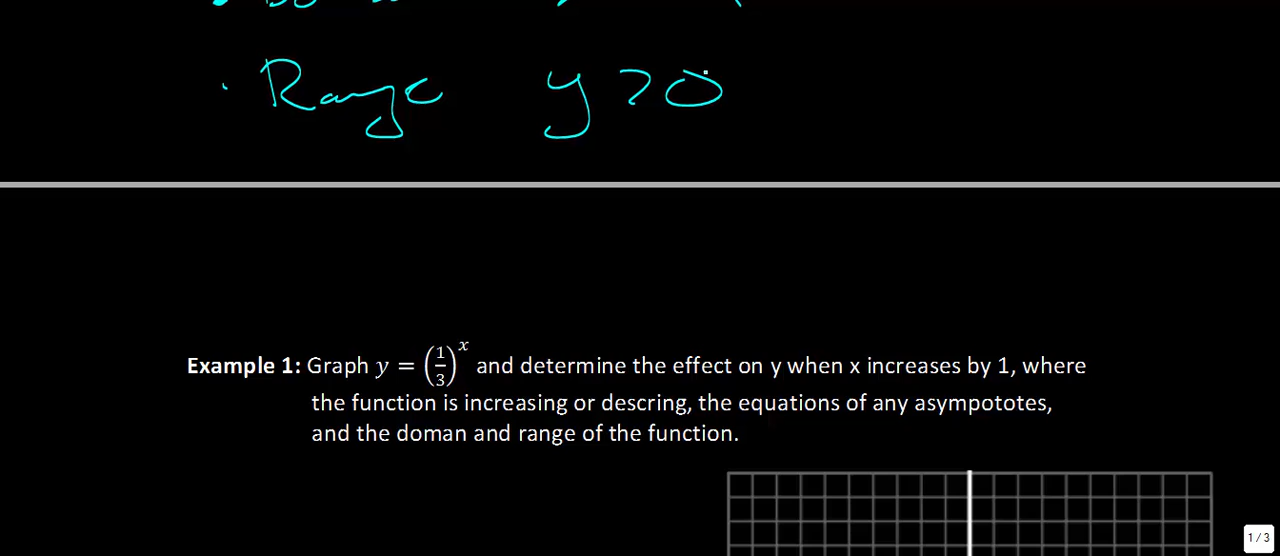 · Range y > 0
Example 1: Graph y = (1/3)^x and determine the effect on y when x increases by 1, where
the function is increasing or descring, the equations of any asympototes,
and the doman and range of the function.
1 / 3